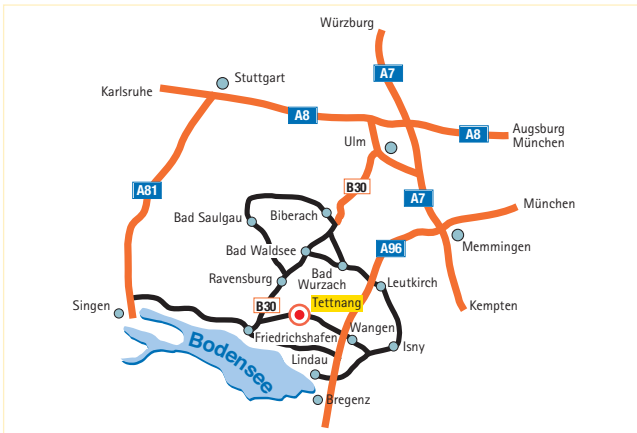 Würzburg
A7
Stuttgart
Karlsruhe
A8
Ulm
A8
Augsburg
München
B30
A81
A7
München
Bad Saulgau
Biberach
Bad Waldsee
A96
Memmingen
Ravensburg
Bad
Wurzach
Leutkirch
Singen
B30
Tettnang
Kempten
Friedrichshafen
Wangen
Isny
Bodensee
Lindau
Bregenz